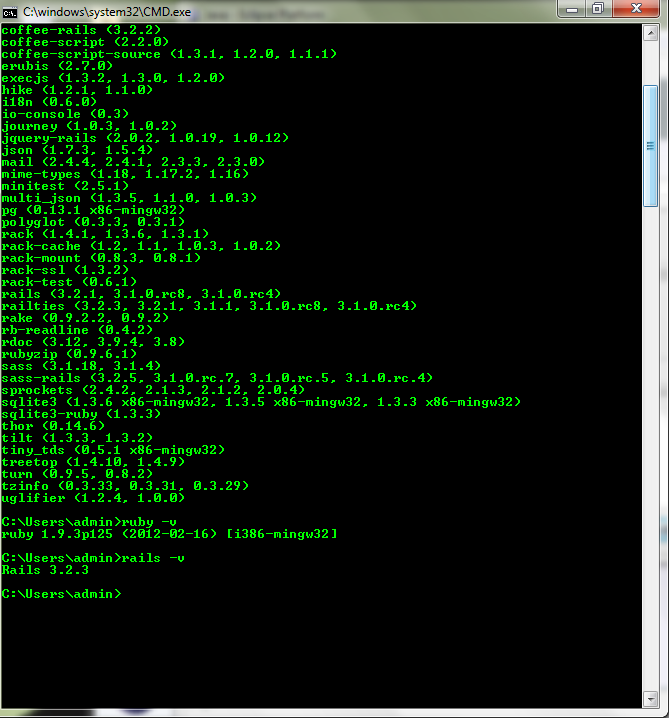 C:\windows\system32\CMD.exe
coffee-rails (3.2.2)
coffee-script (2.2.0)
coffee-script-source (1.3.1, 1.2.0, 1.1.1)
erubis (2.7.0)
execjs (1.3.2, 1.3.0, 1.2.0)
hike (1.2.1, 1.1.0)
i18n (0.6.0)
io-console (0.3)
journey (1.0.3, 1.0.2)
jquery-rails (2.0.2, 1.0.19, 1.0.12)
json (1.7.3, 1.5.4)
mail (2.4.4, 2.4.1, 2.3.3, 2.3.0)
mime-types (1.18, 1.17.2, 1.16)
minitest (2.5.1)
multi_json (1.3.5, 1.1.0, 1.0.3)
pg (0.13.1 x86-mingw32)
polyglot (0.3.3, 0.3.1)
rack (1.4.1, 1.3.6, 1.3.1)
rack-cache (1.2, 1.1, 1.0.3, 1.0.2)
rack-mount (0.8.3, 0.8.1)
rack-ssl (1.3.2)
rack-test (0.6.1)
rails (3.2.1, 3.1.0.rc8, 3.1.0.rc4)
railties (3.2.3, 3.2.1, 3.1.1, 3.1.0.rc8, 3.1.0.rc4)
rake (0.9.2.2, 0.9.2)
rb-readline (0.4.2)
rdoc (3.12, 3.9.4, 3.8)
rubyzip (0.9.6.1)
sass (3.1.18, 3.1.4)
sass-rails (3.2.5, 3.1.0.rc.7, 3.1.0.rc.5, 3.1.0.rc.4)
sprockets (2.4.2, 2.1.3, 2.1.2, 2.0.4)
sqlite3 (1.3.6 x86-mingw32, 1.3.5 x86-mingw32, 1.3.3 x86-mingw32)
sqlite3-ruby (1.3.3)
thor (0.14.6)
tilt (1.3.3, 1.3.2)
tiny_tds (0.5.1 x86-mingw32)
treetop (1.4.10, 1.4.9)
turn (0.9.5, 0.8.2)
tzinfo (0.3.33, 0.3.31, 0.3.29)
uglifier (1.2.4, 1.0.0)
C:\Users\admin>ruby -v
ruby 1.9.3p125 (2012-02-16) [i386-mingw32]
C:\Users\admin>rails -v
Rails 3.2.3
C:\Users\admin>